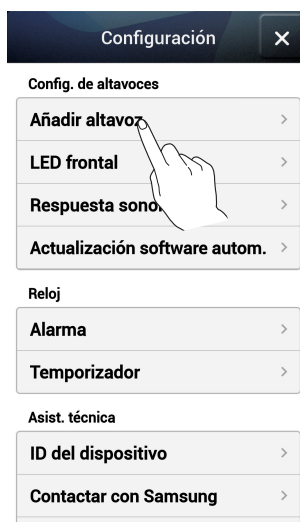 Configuración
Config. de altavoces
Añadir altavoz
LED frontal
Respuesta sono
Actualización software autom.
Reloj
Alarma
Temporizador
Asist. técnica
ID del dispositivo
Contactar con Samsung